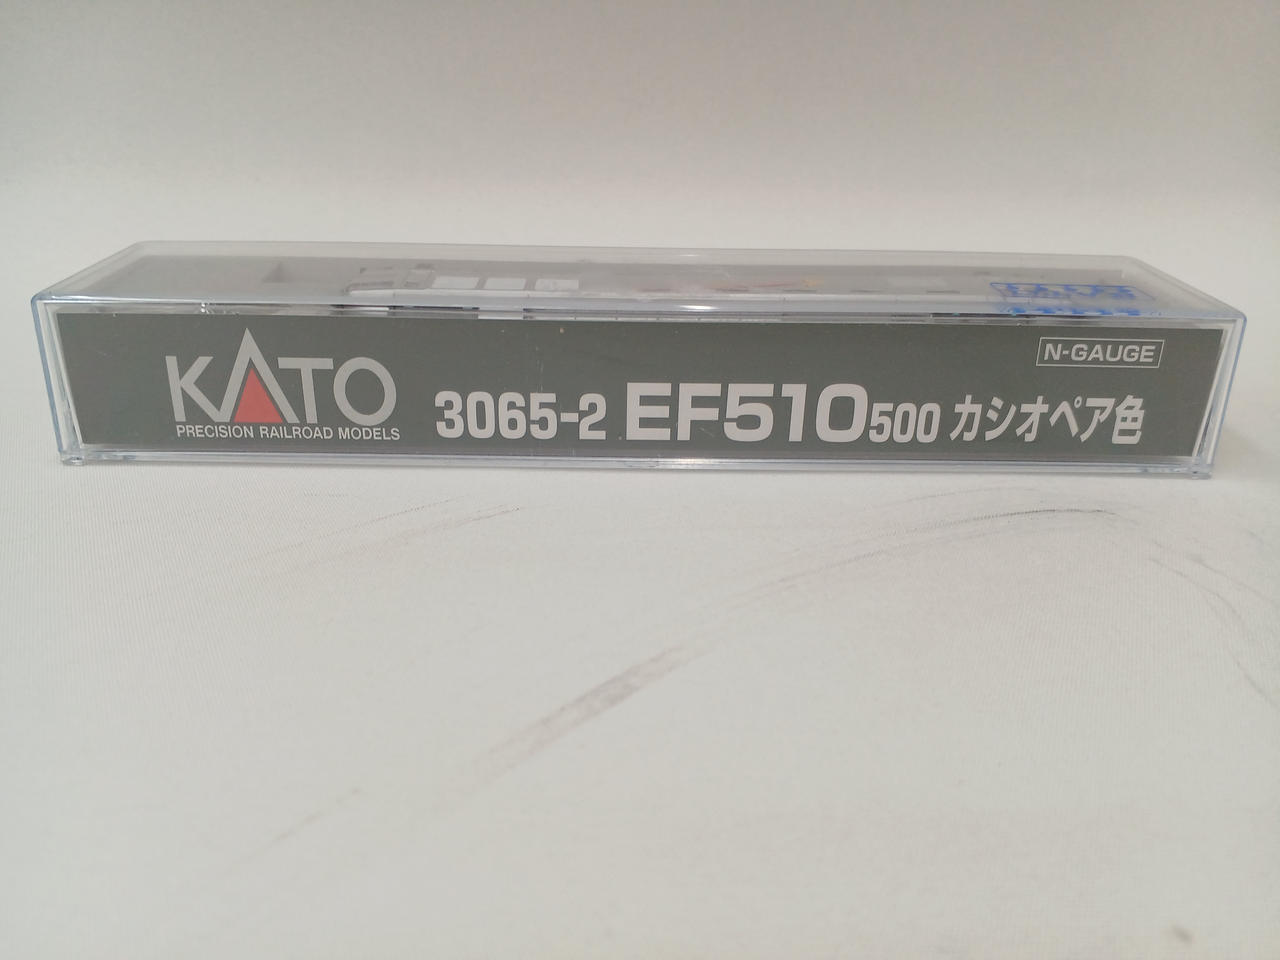 KATO
PRECISION RAILROAD MODELS
N-GAUGE
3065-2 EF510 500 カシオペア色